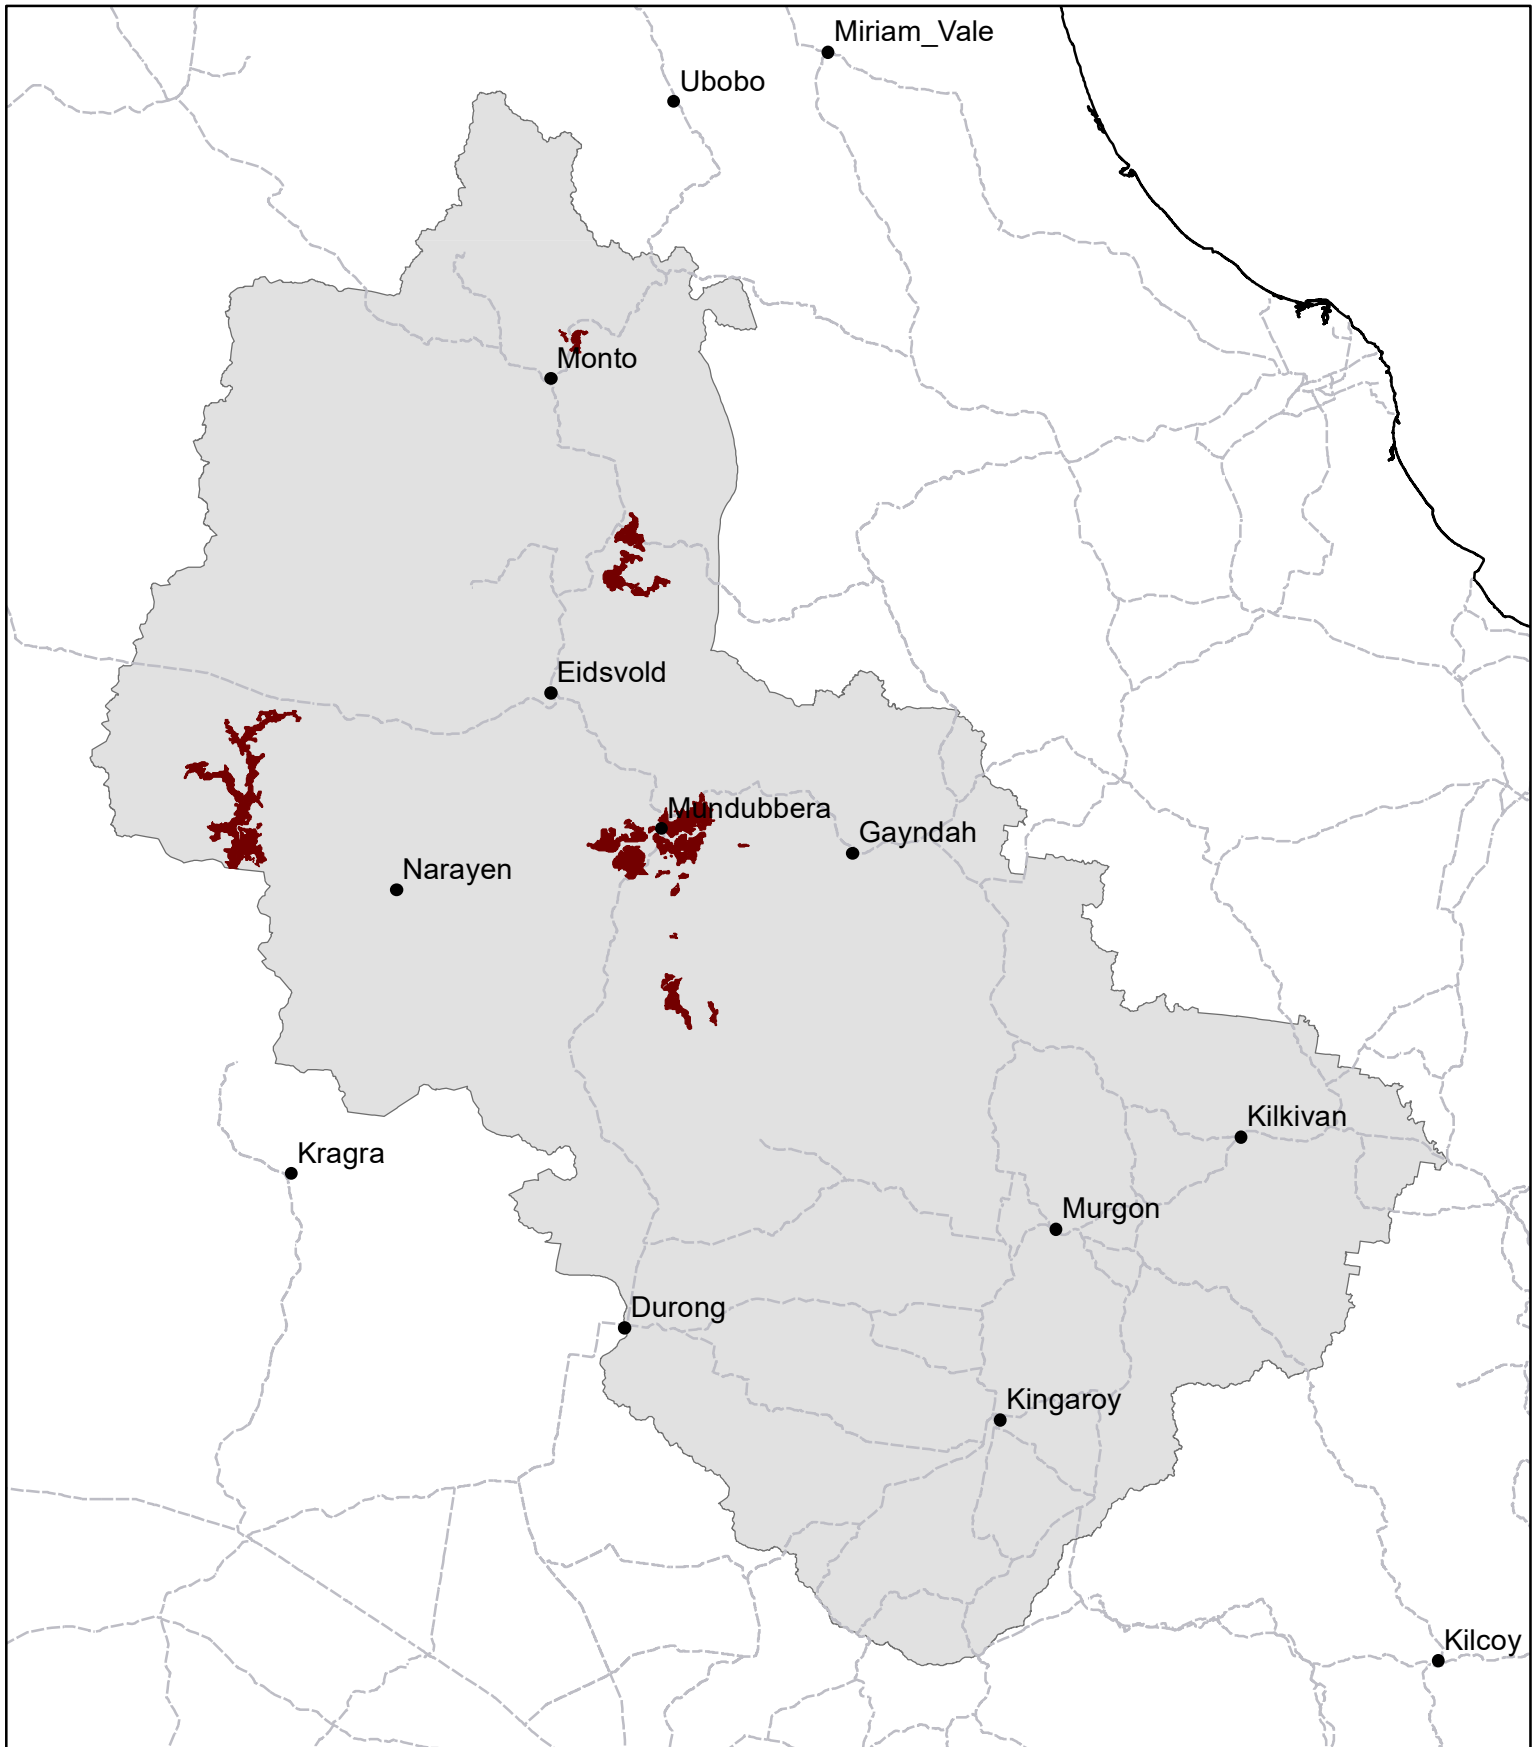 Miriam_Vale
Ubobo
Monto
Eidsvold
Mundubbera
Gayndah
Narayen
Kilkivan
Kragra
Murgon
Durong
Kingaroy
Kilcoy